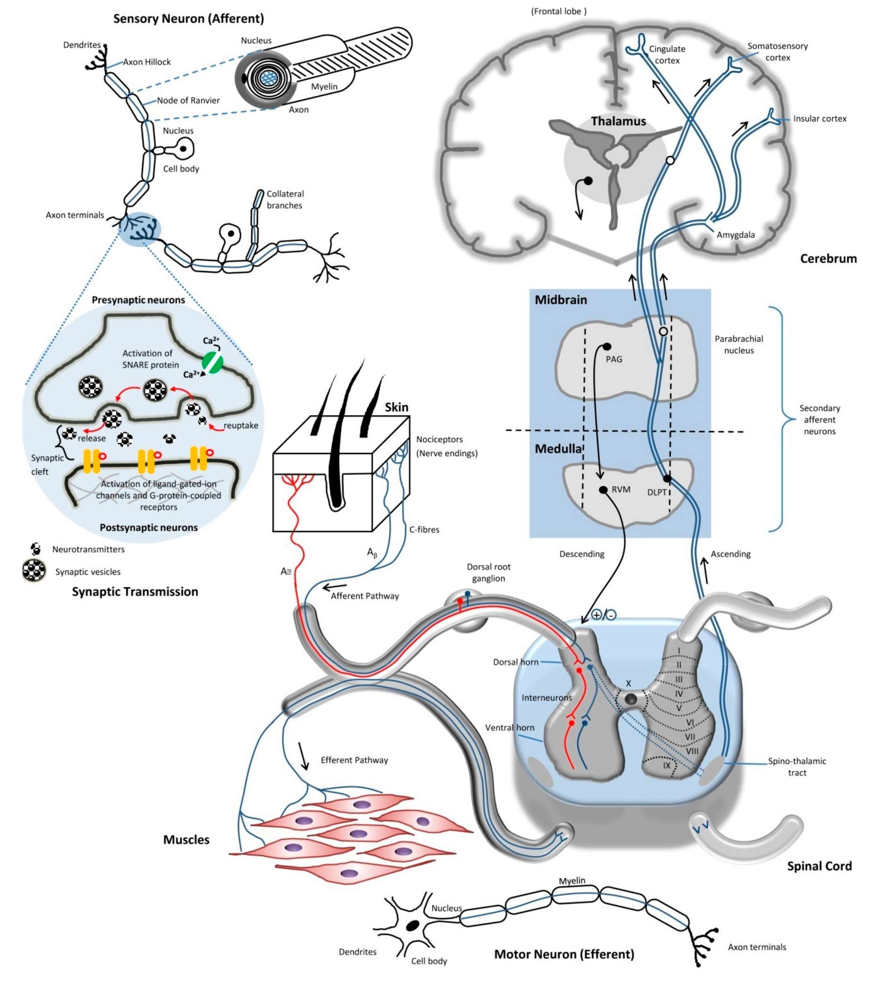 Sensory Neuron (Afferent)
Dendrites
Axon Hillock
Node of Ranvier
Nucleus
Myelin
Axon
Nucleus
Cell body
Axon terminals
Collateral
branches
Presynaptic neurons
Ca²⁺
Activation of
SNARE protein
Ca²⁺
reuptake
release
Synaptic
cleft
Activation of ligand-gated-ion
channels and G-protein-coupled
receptors
Postsynaptic neurons
Neurotransmitters
Synaptic vesicles
Synaptic Transmission
(Frontal lobe )
Cingulate
cortex
Somatosensory
cortex
Insular cortex
Thalamus
Amygdala
Cerebrum
Midbrain
PAG
Parabrachial
nucleus
Secondary
afferent
neurons
Medulla
RVM
DLPT
Descending
Ascending
Skin
Nociceptors
(Nerve endings)
C-fibres
Aβ
A
Afferent Pathway
Dorsal root
ganglion
+/-
Dorsal horn
Interneurons
Ventral horn
I
II
III
IV
V
VI
VII
VIII
IX
X
Spino-thalamic
tract
Efferent Pathway
Muscles
Spinal Cord
Myelin
Nucleus
Dendrites
Cell body
Motor Neuron (Efferent)
Axon terminals